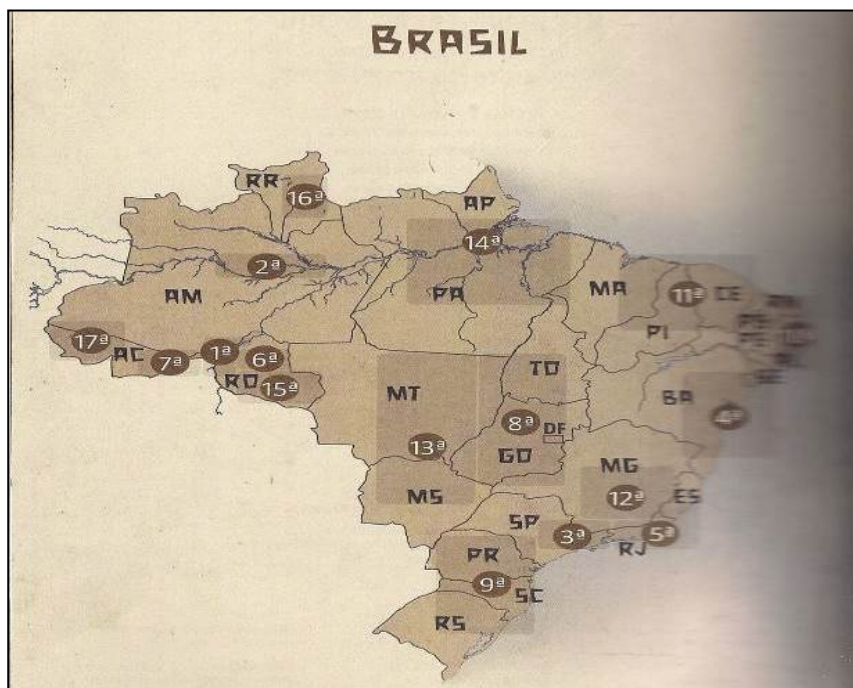 BRASIL
RR
16ª
AP
14ª
2ª
AM
PA
MA
11ª
CE
PI
17ª
AC
7ª
1ª
6ª
RO
15ª
MT
TO
BA
4ª
8ª
DF
GO
13ª
MG
12ª
ES
MS
SP
3ª
5ª
RJ
PR
9ª
SC
RS